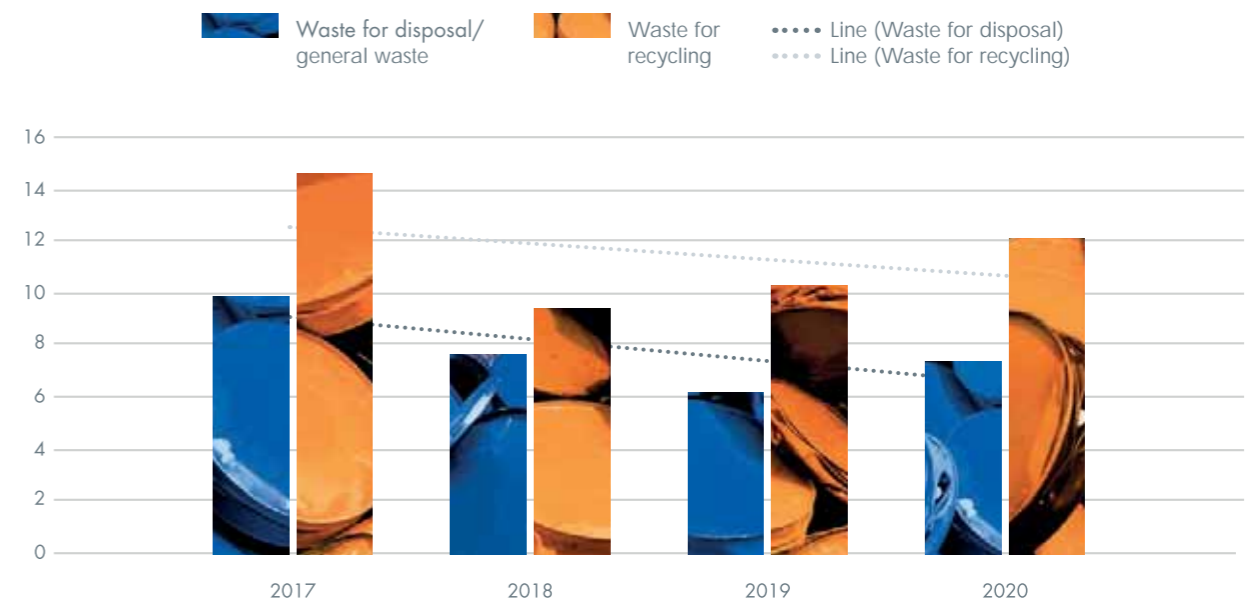 Waste for disposal/
general waste
Waste for
recycling
Line (Waste for disposal)
Line (Waste for recycling)
16
14
12
10
8
6
4
2
0
2017
2018
2019
2020